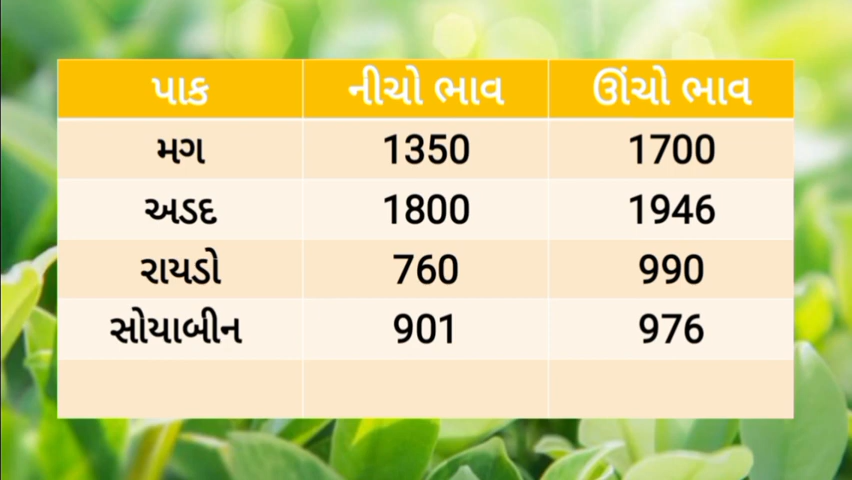 પાક નીચો ભાવ ઊંચો ભાવ
મગ 1350 1700
અડદ 1800 1946
રાયડો 760 990
સોયાબીન 901 976